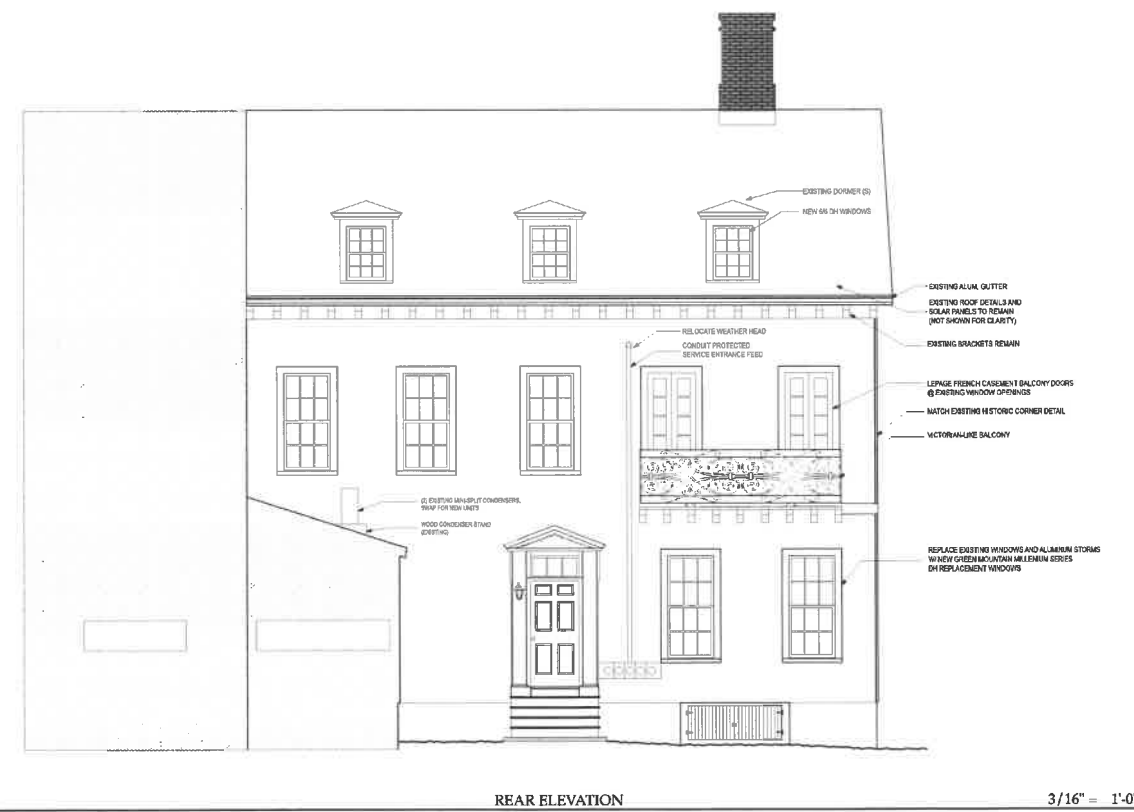 EXISTING DORMER (S)
NEW 6/6 DH WINDOWS
EXISTING ALUM. GUTTER
EXISTING ROOF DETAILS AND
SOLAR PANELS TO REMAIN
(NOT SHOWN FOR CLARITY)
EXISTING BRACKETS REMAIN
RELOCATE WEATHER HEAD
CONDUIT PROTECTED
SERVICE ENTRANCE FEED
LEPAGE FRENCH CASEMENT BALCONY DOORS
@ EXISTING WINDOW OPENINGS
MATCH EXISTING HISTORIC CORNER DETAIL
VICTORIAN-LIKE BALCONY
(2) EXISTING MINI-SPLIT CONDENSERS,
SWAP FOR NEW UNITS
WOOD CONDENSER STAND
(EXISTING)
REPLACE EXISTING WINDOWS AND ALUMINUM STORMS
W/ NEW GREEN MOUNTAIN MILLENIUM SERIES
DH REPLACEMENT WINDOWS
REAR ELEVATION
3/16" = 1'-0